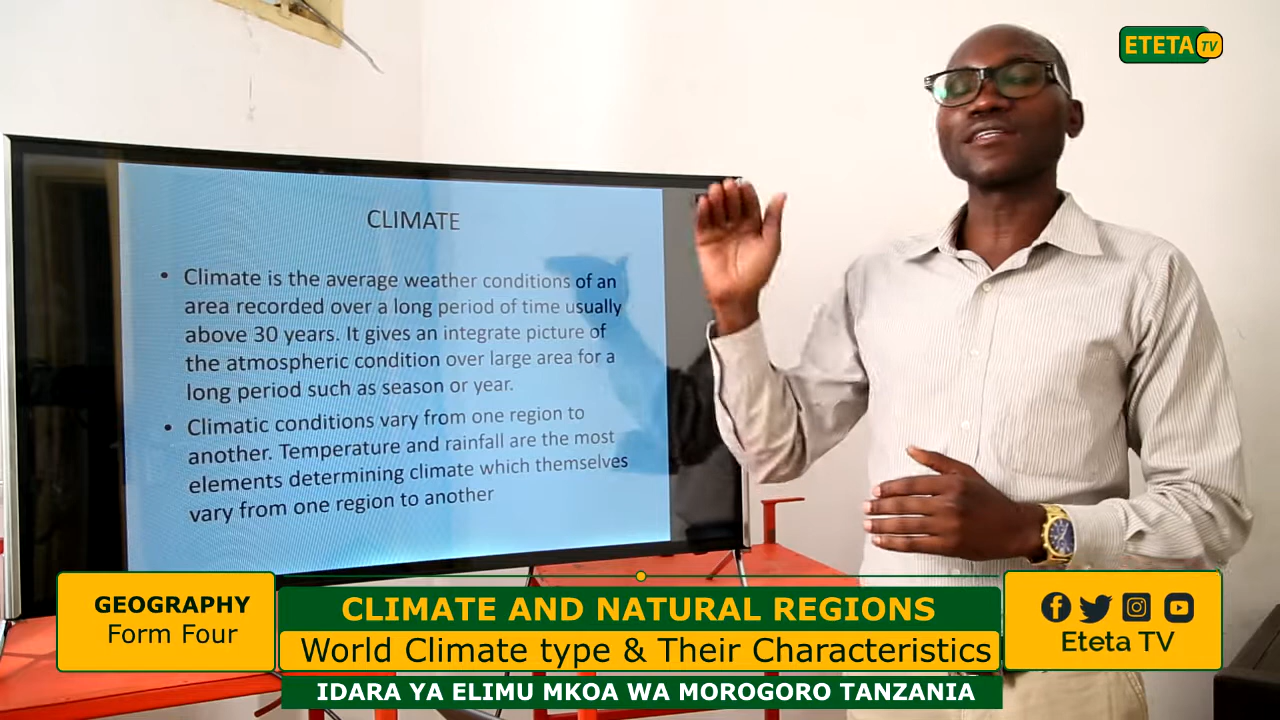 ETETA TV
CLIMATE
• Climate is the average weather conditions of an
area recorded over a long period of time usually
above 30 years. It gives an integrate picture of
the atmospheric condition over large area for a
long period such as season or year.
• Climatic conditions vary from one region to
another. Temperature and rainfall are the most
elements determining climate which themselves
vary from one region to another
GEOGRAPHY
Form Four
CLIMATE AND NATURAL REGIONS
World Climate type & Their Characteristics
Eteta TV
IDARA YA ELIMU MKOA WA MOROGORO TANZANIA